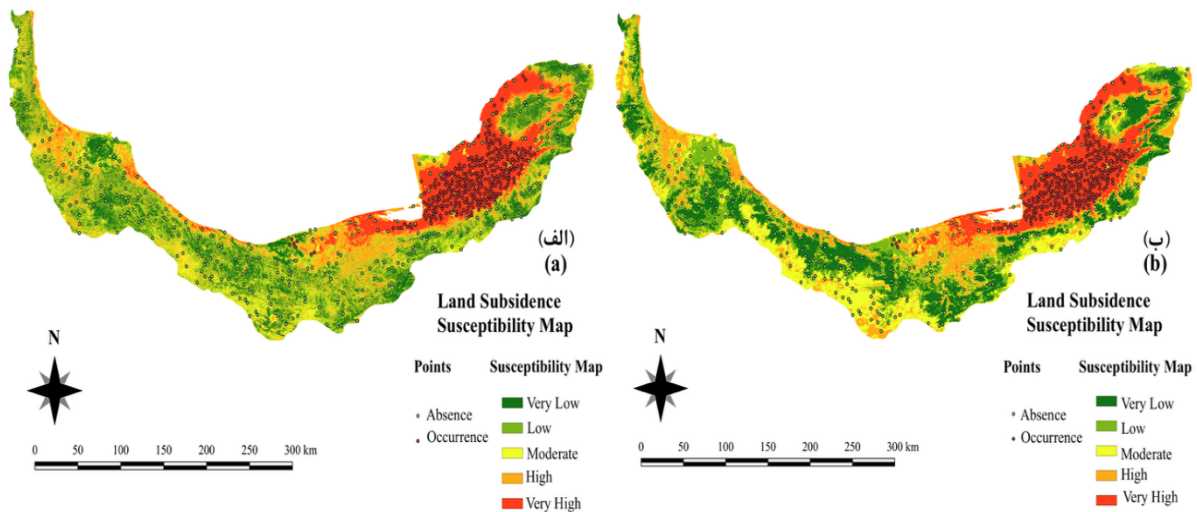 (الف)
(a)
Land Subsidence
Susceptibility Map
N
Points
Susceptibility Map
Absence
Occurrence
Very Low
Low
Moderate
High
Very High
0 50 100 150 200 250 300 km
(ب)
(b)
Land Subsidence
Susceptibility Map
N
Points
Susceptibility Map
Absence
Occurrence
Very Low
Low
Moderate
High
Very High
0 50 100 150 200 250 300 km